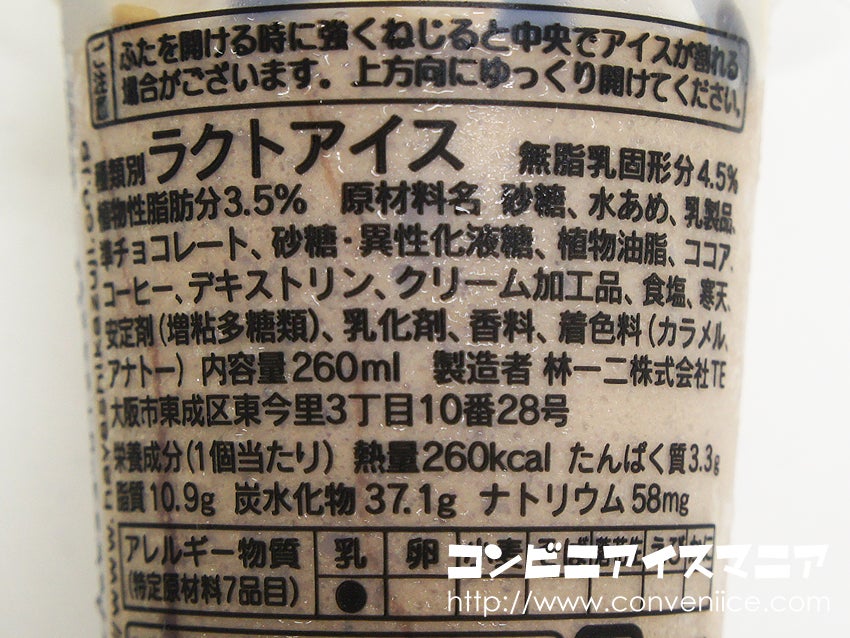 ご注意
ふたを開ける時に強くねじると中央でアイスが割れる
場合がございます。上方向にゆっくり開けてください。
種類別 ラクトアイス 無脂乳固形分4.5%
植物性脂肪分3.5% 原材料名 砂糖、水あめ、乳製品、
準チョコレート、砂糖・異性化液糖、植物油脂、ココア、
コーヒー、デキストリン、クリーム加工品、食塩、寒天、
安定剤(増粘多糖類)、乳化剤、香料、着色料(カラメル、
アナトー) 内容量260ml 製造者 林一二株式会社TE
大阪市東成区東今里3丁目10番28号
栄養成分(1個当たり) 熱量260kcal たんぱく質3.3g
脂質10.9g 炭水化物37.1g ナトリウム58mg
アレルギー物質 乳 卵 小麦 そば 落花生 えび かに
(特定原材料7品目) ●
コンビニアイスマニア
http://www.conveniice.com